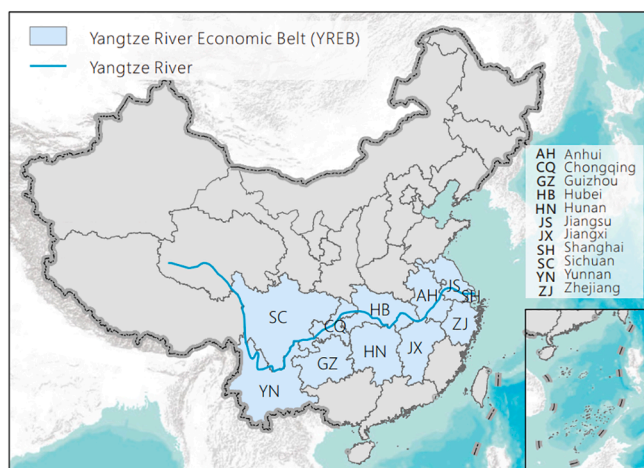 Yangtze River Economic Belt (YREB)
Yangtze River
AH Anhui
CQ Chongqing
GZ Guizhou
HB Hubei
HN Hunan
JS Jiangsu
JX Jiangxi
SH Shanghai
SC Sichuan
YN Yunnan
ZJ Zhejiang
SC
CQ
HB
AH
JS
SH
ZJ
GZ
HN
JX
YN